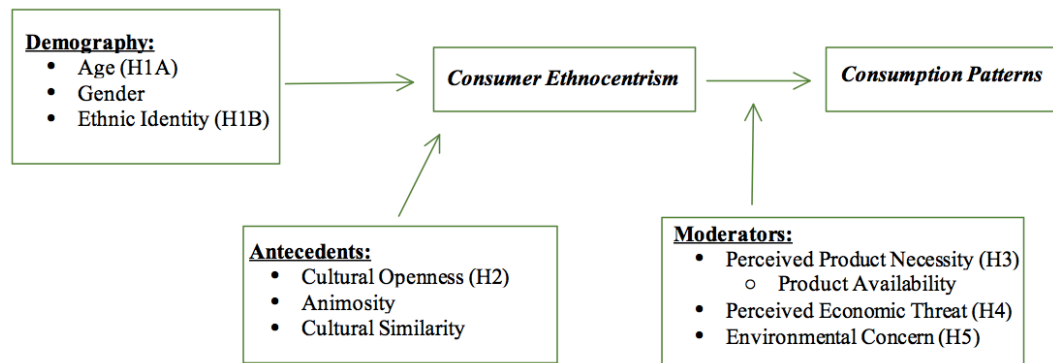 Demography:
• Age (H1A)
• Gender
• Ethnic Identity (H1B)
Consumer Ethnocentrism
Consumption Patterns
Antecedents:
• Cultural Openness (H2)
• Animosity
• Cultural Similarity
Moderators:
• Perceived Product Necessity (H3)
o Product Availability
• Perceived Economic Threat (H4)
• Environmental Concern (H5)